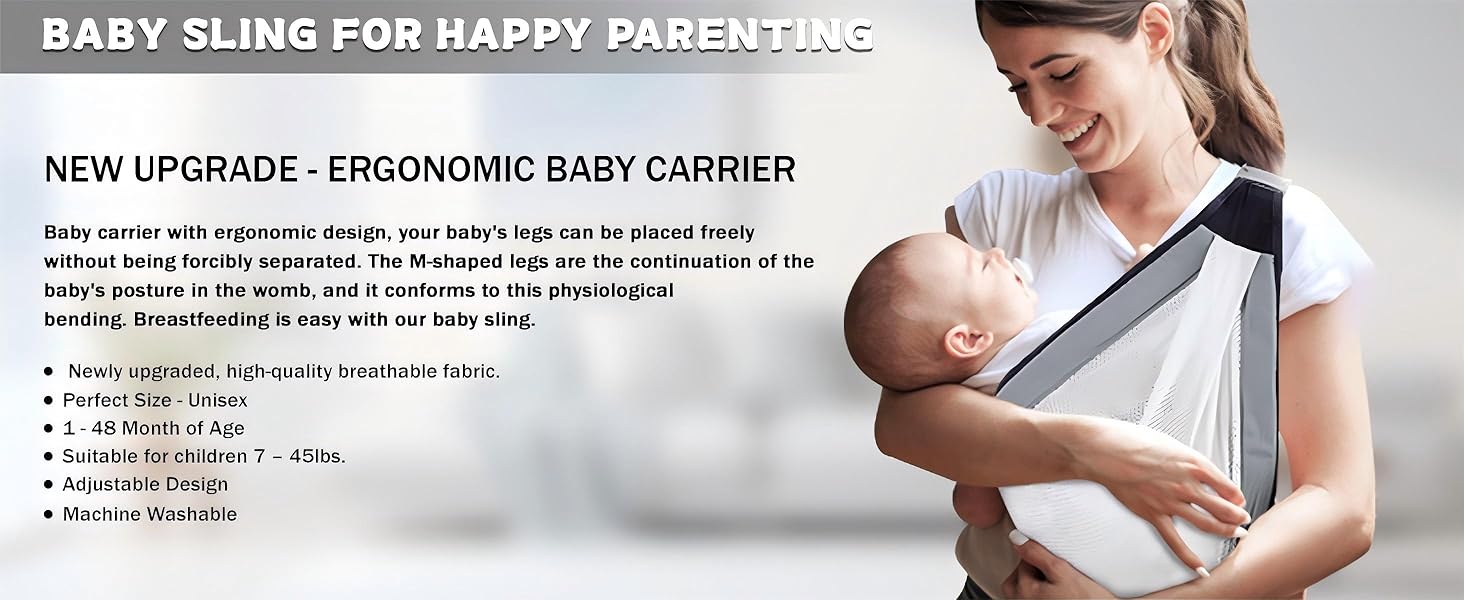 BABY SLING FOR HAPPY PARENTING
NEW UPGRADE - ERGONOMIC BABY CARRIER
Baby carrier with ergonomic design, your baby's legs can be placed freely
without being forcibly separated. The M-shaped legs are the continuation of the
baby's posture in the womb, and it conforms to this physiological
bending. Breastfeeding is easy with our baby sling.
• Newly upgraded, high-quality breathable fabric.
• Perfect Size - Unisex
• 1 - 48 Month of Age
• Suitable for children 7 – 45lbs.
• Adjustable Design
• Machine Washable